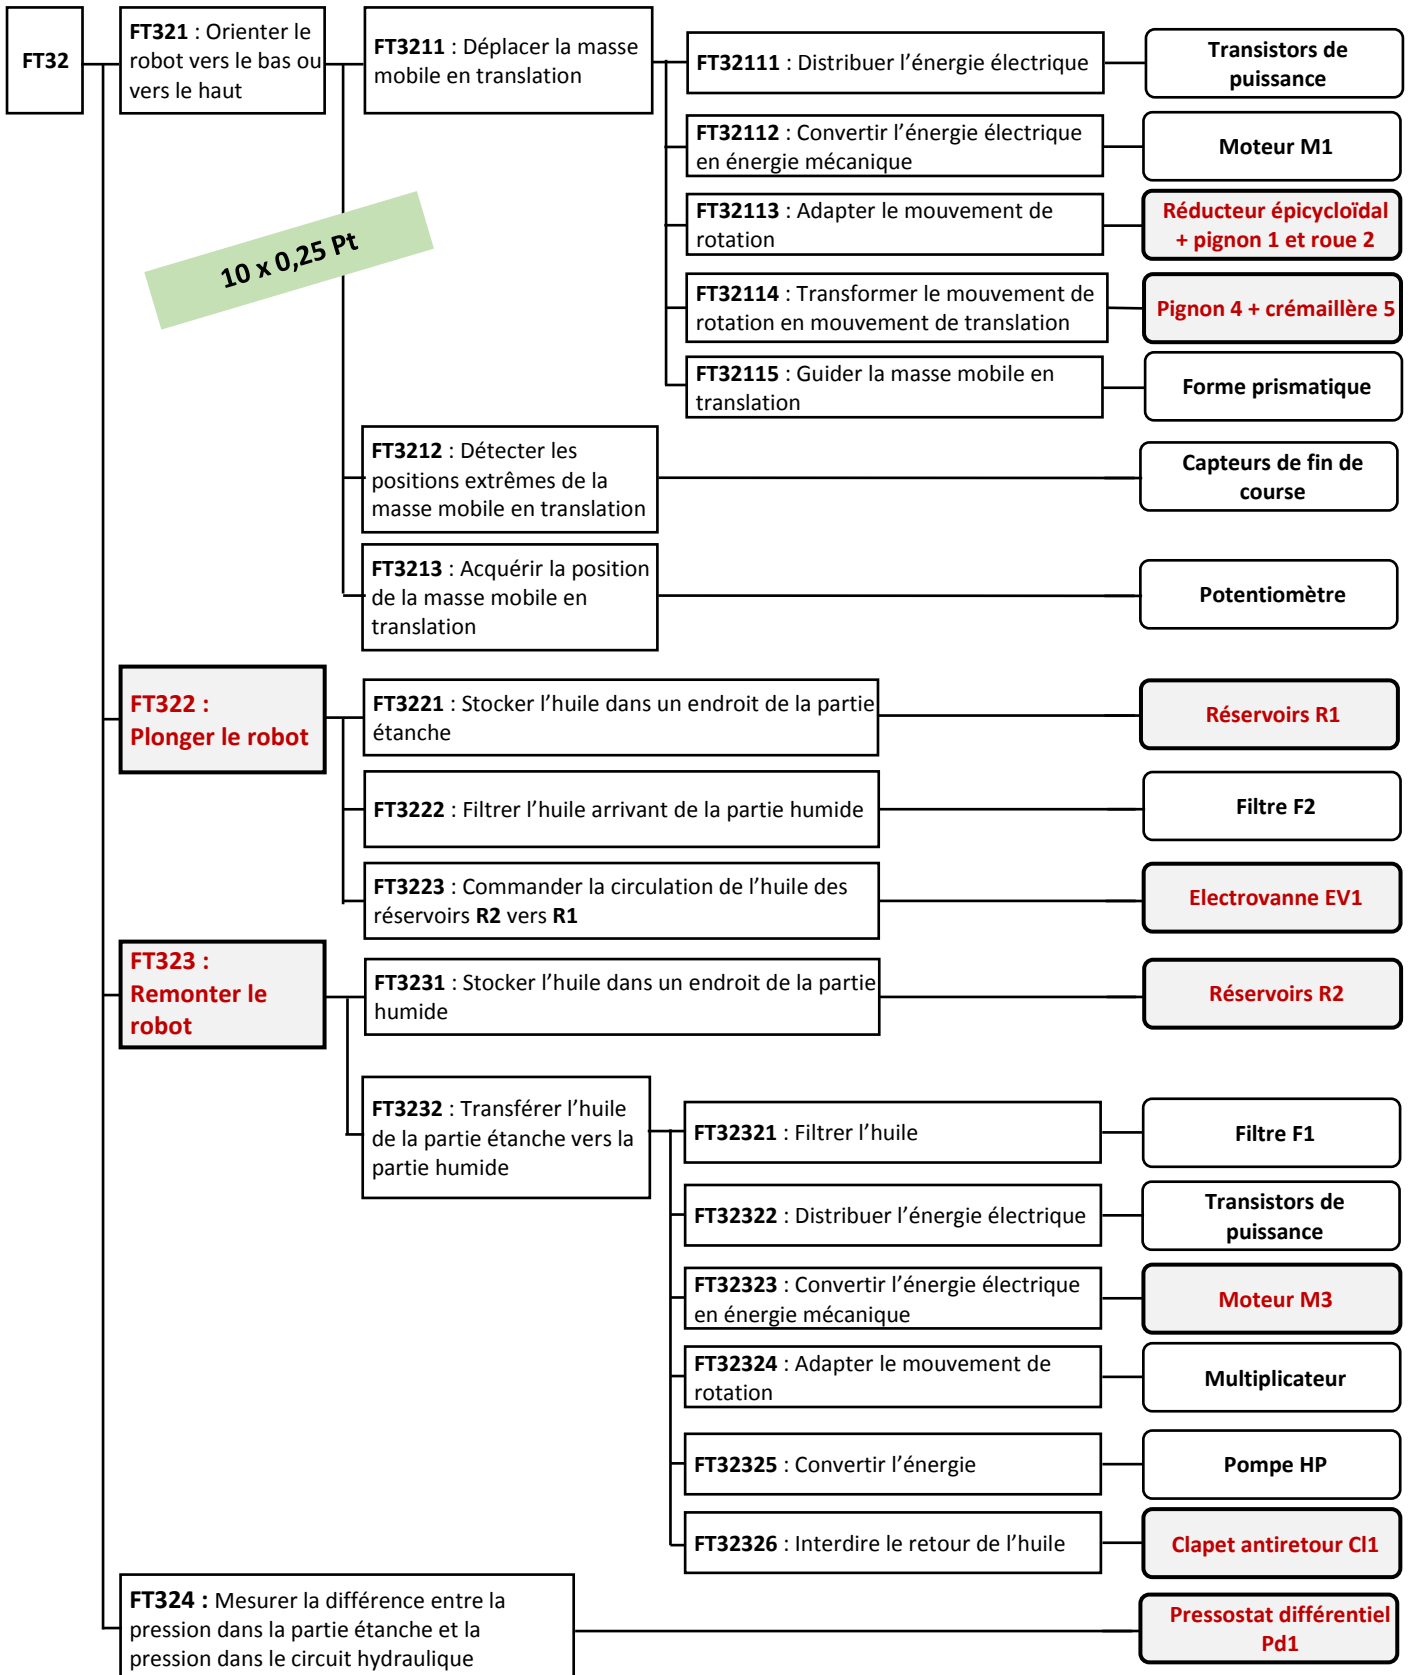 FT32
FT321 : Orienter le
robot vers le bas ou
vers le haut
FT3211 : Déplacer la masse
mobile en translation
FT32111 : Distribuer l'énergie électrique
Transistors de
puissance
FT32112 : Convertir l'énergie électrique
en énergie mécanique
Moteur M1
FT32113 : Adapter le mouvement de
rotation
Réducteur épicycloïdal
+ pignon 1 et roue 2
10 x 0,25 Pt
FT32114 : Transformer le mouvement de
rotation en mouvement de translation
Pignon 4 + crémaillère 5
FT32115 : Guider la masse mobile en
translation
Forme prismatique
FT3212 : Détecter les
positions extrêmes de la
masse mobile en translation
Capteurs de fin de
course
FT3213 : Acquérir la position
de la masse mobile en
translation
Potentiomètre
FT322 :
Plonger le robot
FT3221 : Stocker l'huile dans un endroit de la partie
étanche
Réservoirs R1
FT3222 : Filtrer l'huile arrivant de la partie humide
Filtre F2
FT3223 : Commander la circulation de l'huile des
réservoirs R2 vers R1
Electrovanne EV1
FT323 :
Remonter le
robot
FT3231 : Stocker l'huile dans un endroit de la partie
humide
Réservoirs R2
FT3232 : Transférer l'huile
de la partie étanche vers la
partie humide
FT32321 : Filtrer l'huile
Filtre F1
FT32322 : Distribuer l'énergie électrique
Transistors de
puissance
FT32323 : Convertir l'énergie électrique
en énergie mécanique
Moteur M3
FT32324 : Adapter le mouvement de
rotation
Multiplicateur
FT32325 : Convertir l'énergie
Pompe HP
FT32326 : Interdire le retour de l'huile
Clapet antiretour Cl1
FT324 : Mesurer la différence entre la
pression dans la partie étanche et la
pression dans le circuit hydraulique
Pressostat différentiel
Pd1